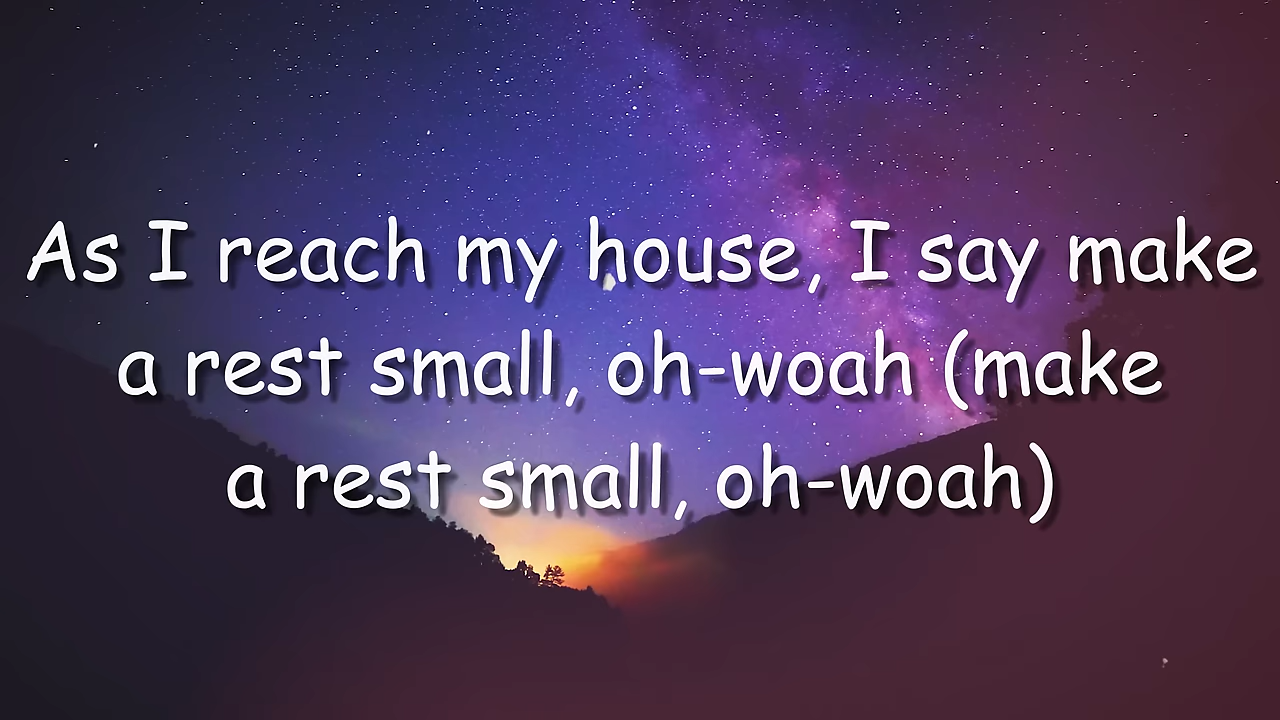 As I reach my house, I say make
a rest small, oh-woah (make
a rest small, oh-woah)